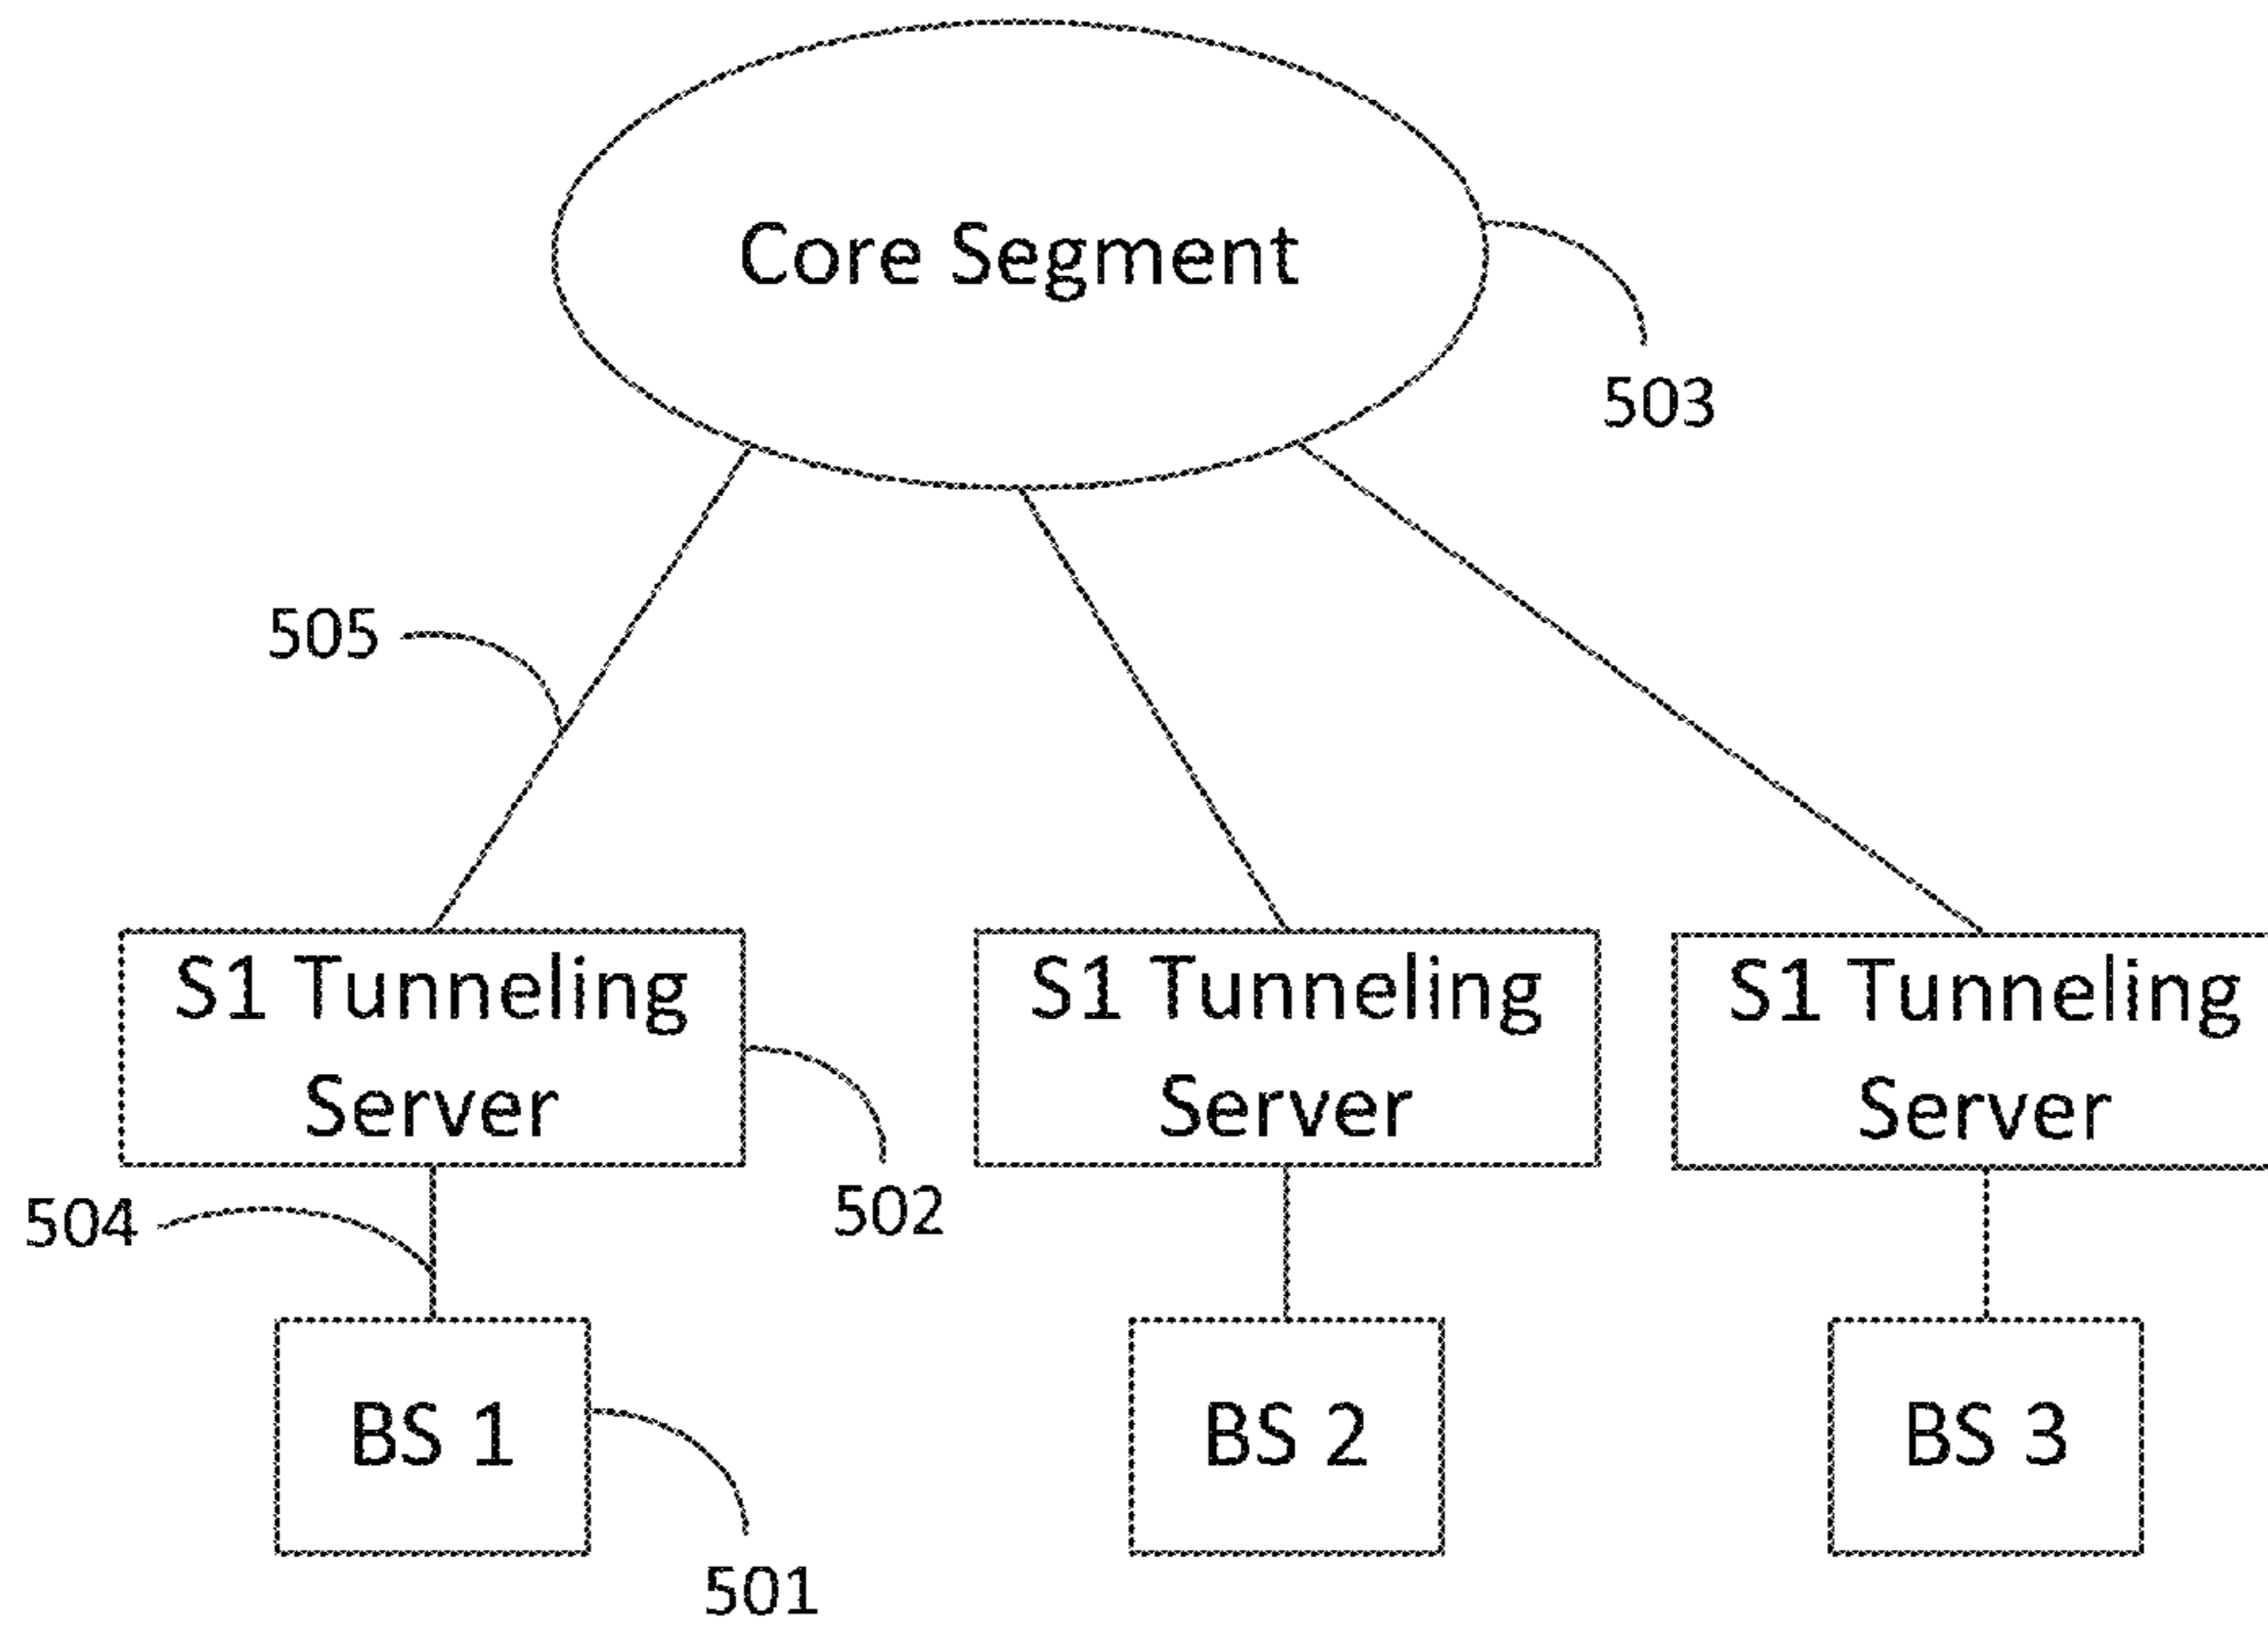 Core Segment
503
505
S1 Tunneling
Server
S1 Tunneling
Server
S1 Tunneling
Server
504
502
BS 1
BS 2
BS 3
501